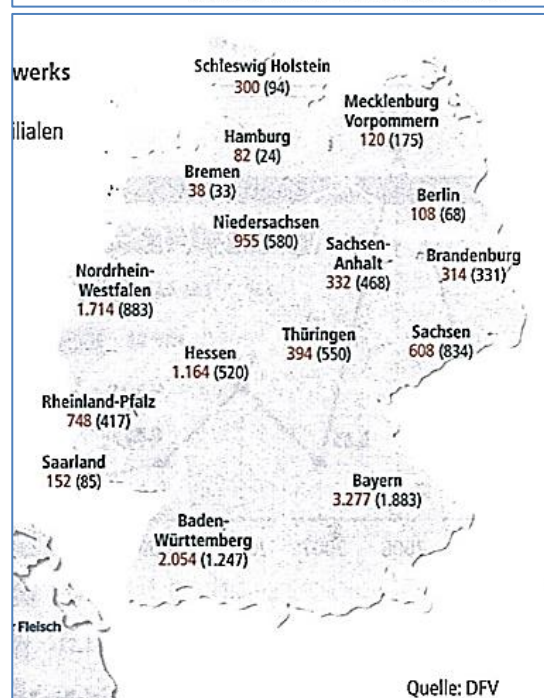 werks
ilialen
Schleswig Holstein
300 (94)
Mecklenburg
Vorpommern
120 (175)
Hamburg
82 (24)
Bremen
38 (33)
Berlin
108 (68)
Niedersachsen
955 (580)
Sachsen-
Anhalt
332 (468)
Brandenburg
314 (331)
Nordrhein-
Westfalen
1.714 (883)
Thüringen
394 (550)
Sachsen
608 (834)
Hessen
1.164 (520)
Rheinland-Pfalz
748 (417)
Saarland
152 (85)
Bayern
3.277 (1.883)
Baden-
Württemberg
2.054 (1.247)
Fleisch
Quelle: DFV